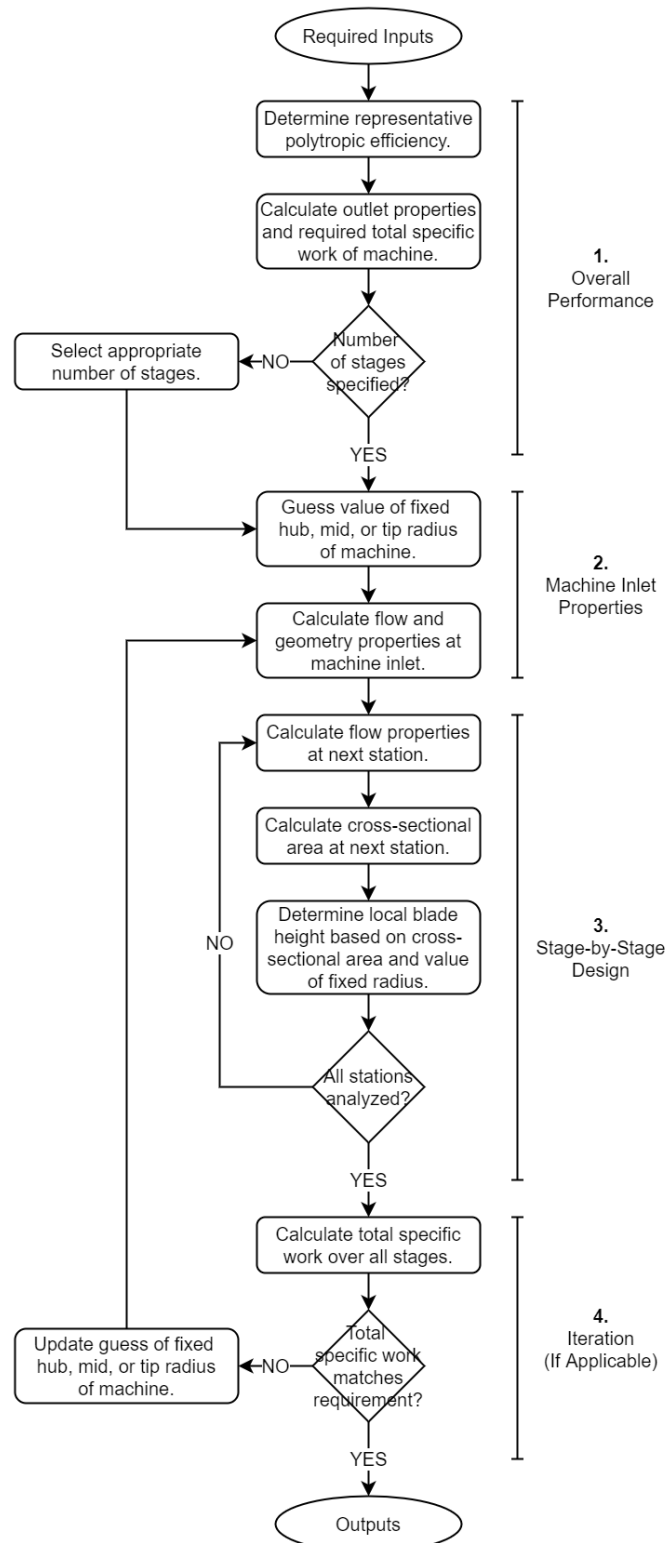 Required Inputs
Determine representative
polytropic efficiency.
Calculate outlet properties
and required total specific
work of machine.
1.
Overall
Performance
Number
of stages
specified?
NO
Select appropriate
number of stages.
YES
Guess value of fixed
hub, mid, or tip radius
of machine.
2.
Machine Inlet
Properties
Calculate flow and
geometry properties at
machine inlet.
Calculate flow properties
at next station.
Calculate cross-sectional
area at next station.
Determine local blade
height based on cross-
sectional area and value
of fixed radius.
NO
3.
Stage-by-Stage
Design
All stations
analyzed?
YES
Calculate total specific
work over all stages.
4.
Iteration
(If Applicable)
Total
specific work
matches
requirement?
NO
Update guess of fixed
hub, mid, or tip radius
of machine.
YES
Outputs